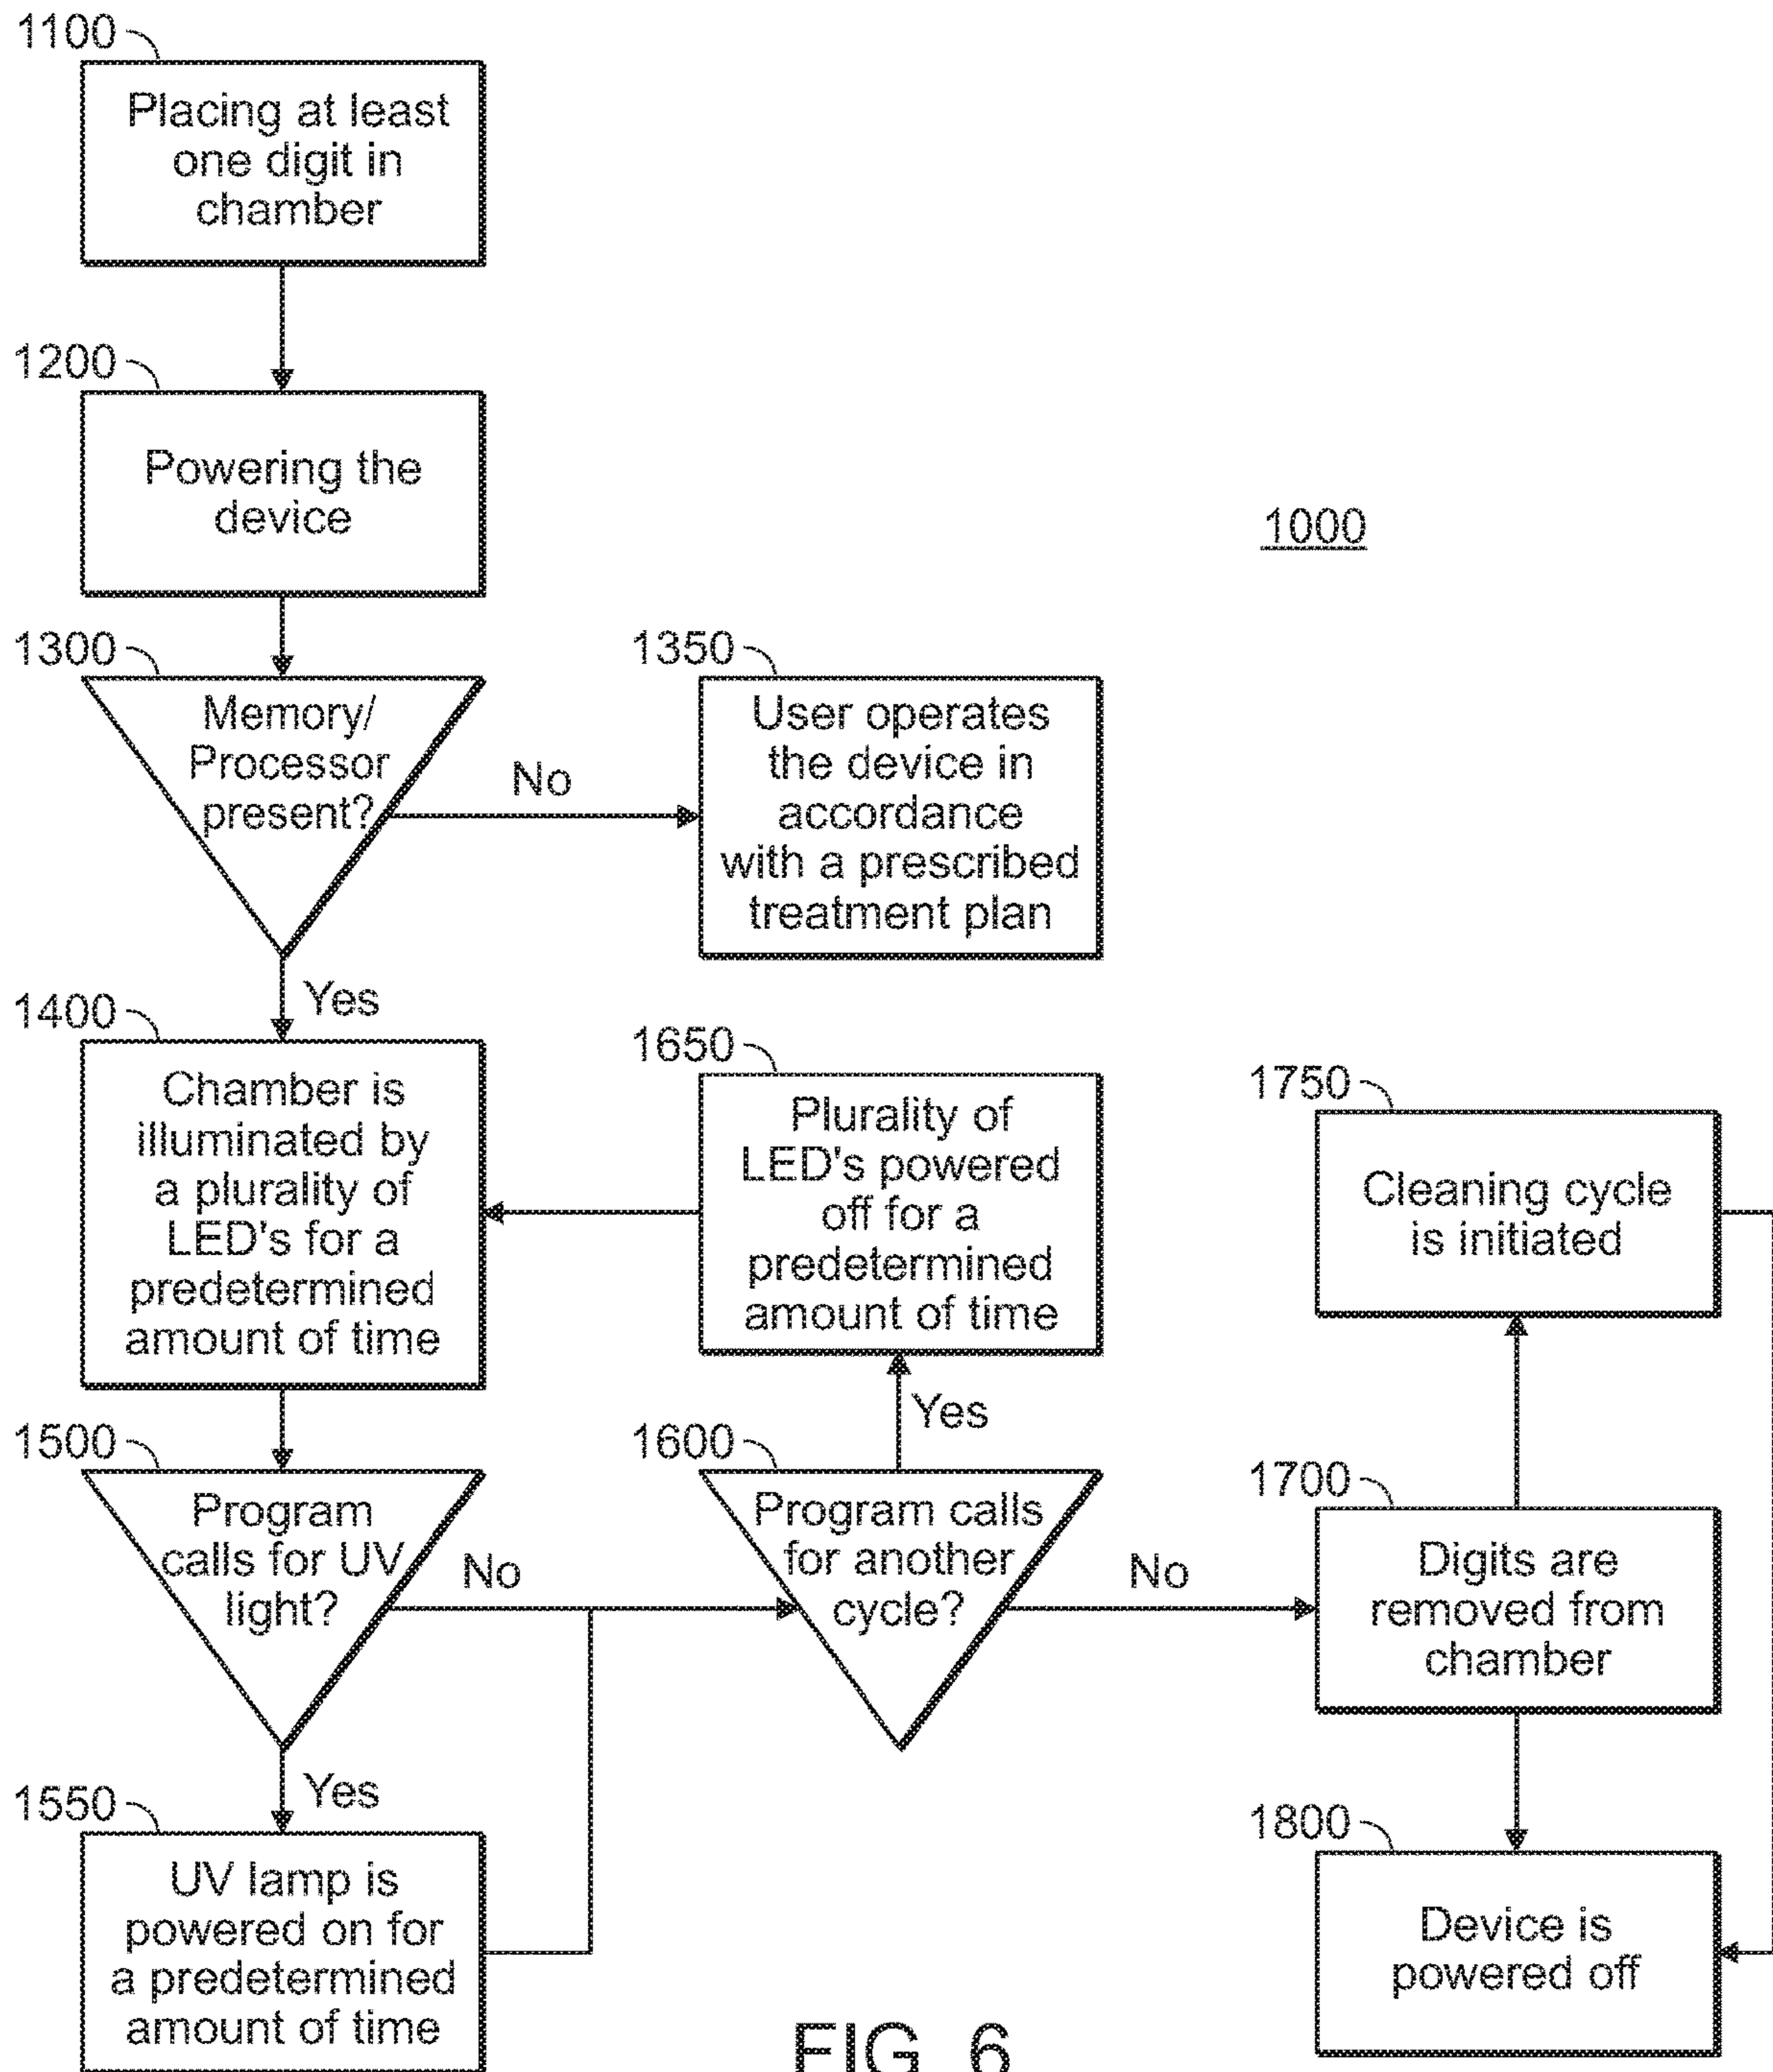 1100
Placing at least
one digit in
chamber
1200
Powering the
device
1000
1300
Memory/
Processor
present?
No
Yes
1350
User operates
the device in
accordance
with a prescribed
treatment plan
1400
Chamber is
illuminated by
a plurality of
LED's for a
predetermined
amount of time
1650
Plurality of
LED's powered
off for a
predetermined
amount of time
1750
Cleaning cycle
is initiated
1500
Program
calls for UV
light?
No
Yes
1600
Program calls
for another
cycle?
Yes
No
1700
Digits are
removed from
chamber
1550
UV lamp is
powered on for
a predetermined
amount of time
1800
Device is
powered off
FIG. 6